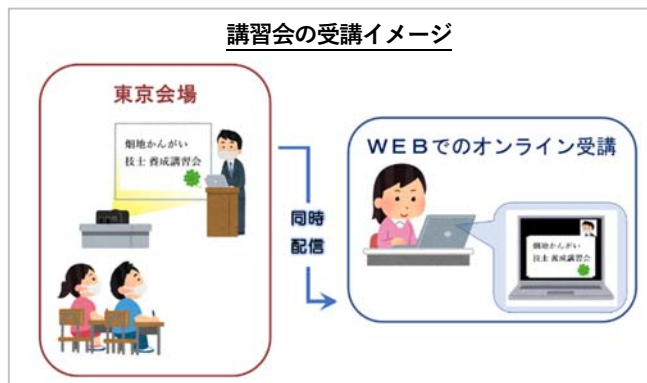 講習会の受講イメージ
東京会場
畑地かんがい
技士 養成講習会
同時
配信
WEBでのオンライン受講
畑地かんがい
技士 養成講習会